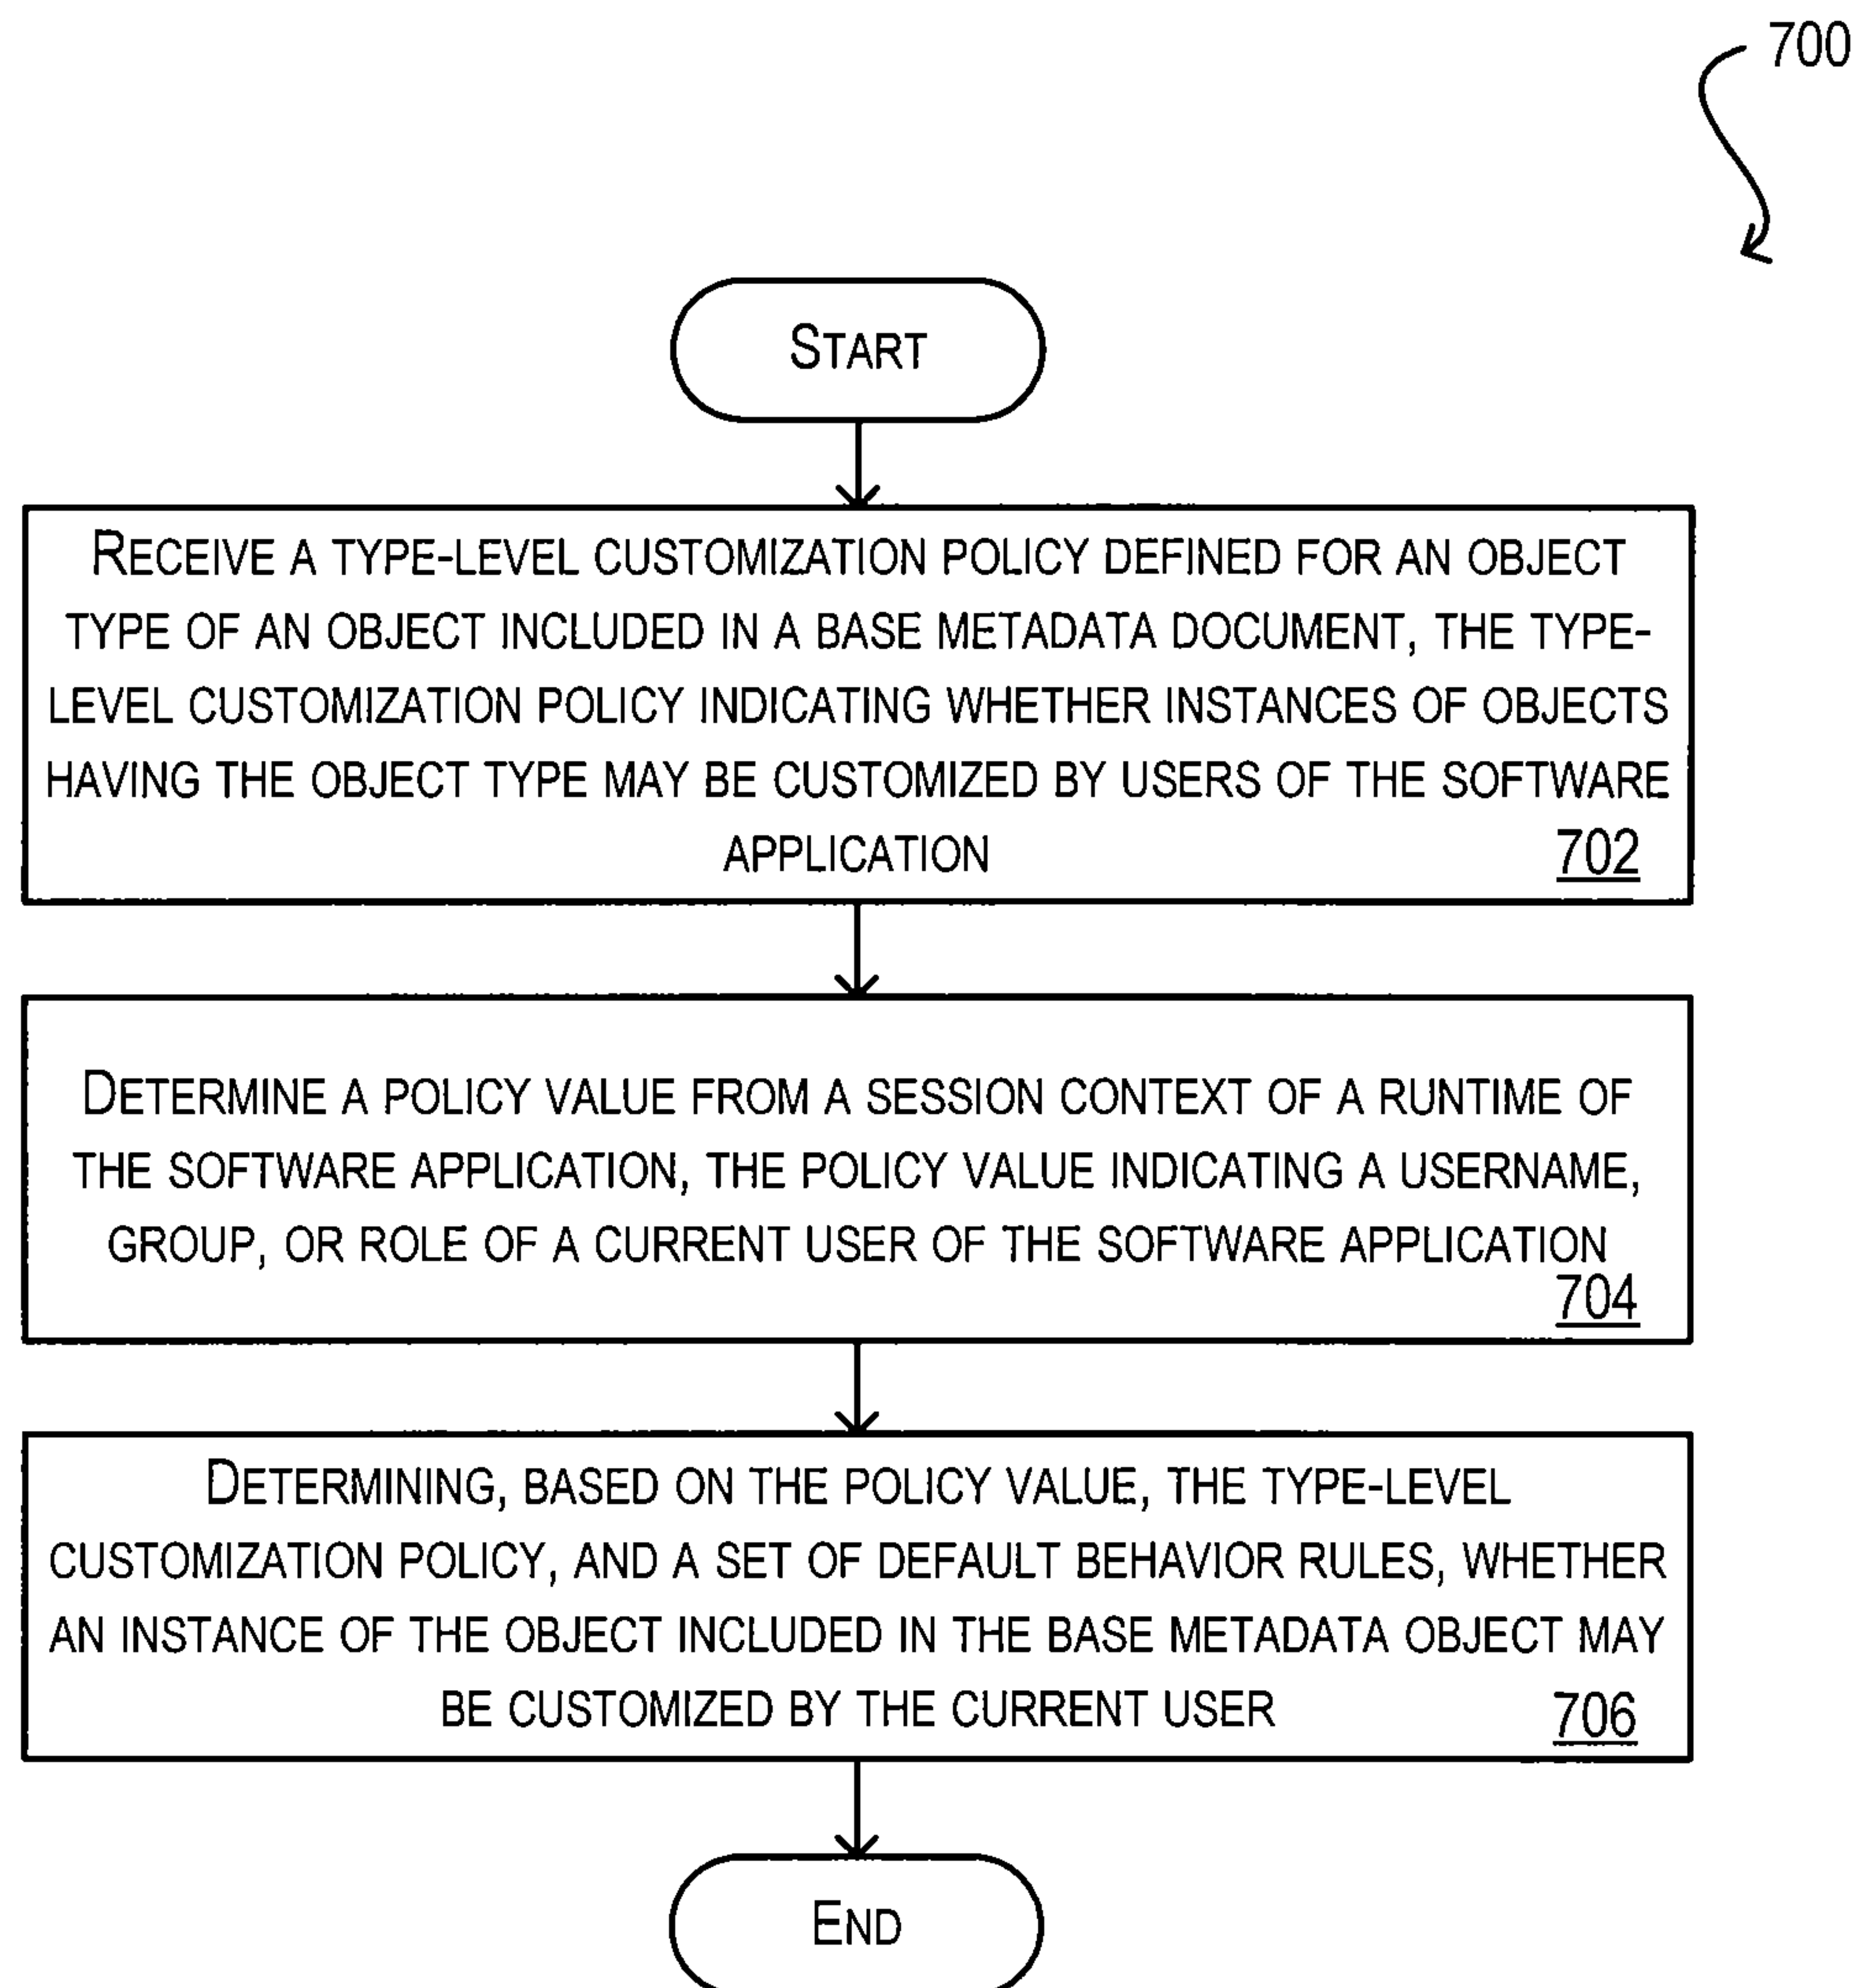 700
START
RECEIVE A TYPE-LEVEL CUSTOMIZATION POLICY DEFINED FOR AN OBJECT
TYPE OF AN OBJECT INCLUDED IN A BASE METADATA DOCUMENT, THE TYPE-
LEVEL CUSTOMIZATION POLICY INDICATING WHETHER INSTANCES OF OBJECTS
HAVING THE OBJECT TYPE MAY BE CUSTOMIZED BY USERS OF THE SOFTWARE
APPLICATION
702
DETERMINE A POLICY VALUE FROM A SESSION CONTEXT OF A RUNTIME OF
THE SOFTWARE APPLICATION, THE POLICY VALUE INDICATING A USERNAME,
GROUP, OR ROLE OF A CURRENT USER OF THE SOFTWARE APPLICATION
704
DETERMINING, BASED ON THE POLICY VALUE, THE TYPE-LEVEL
CUSTOMIZATION POLICY, AND A SET OF DEFAULT BEHAVIOR RULES, WHETHER
AN INSTANCE OF THE OBJECT INCLUDED IN THE BASE METADATA OBJECT MAY
BE CUSTOMIZED BY THE CURRENT USER
706
END